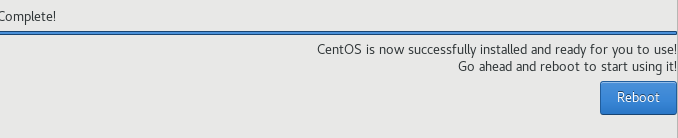 Complete!
CentOS is now successfully installed and ready for you to use!
Go ahead and reboot to start using it!
Reboot